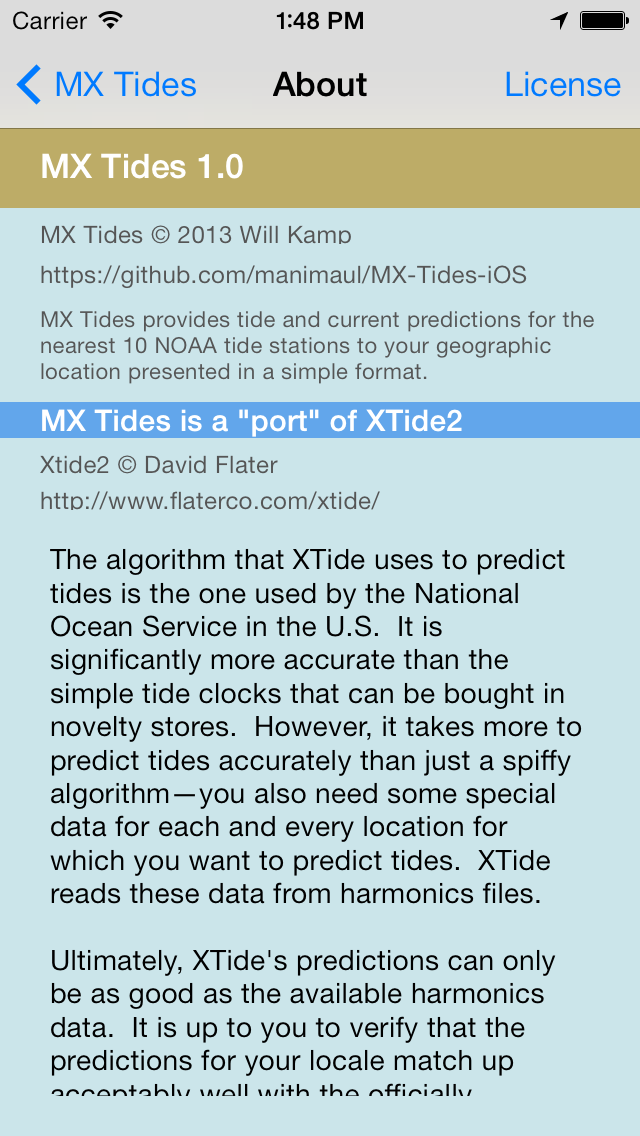 Carrier 1:48 PM
MX Tides About License
MX Tides 1.0
MX Tides © 2013 Will Kamp
https://github.com/manimaul/MX-Tides-iOS
MX Tides provides tide and current predictions for the
nearest 10 NOAA tide stations to your geographic
location presented in a simple format.
MX Tides is a "port" of XTide2
Xtide2 © David Flater
http://www.flaterco.com/xtide/
The algorithm that XTide uses to predict
tides is the one used by the National
Ocean Service in the U.S.  It is
significantly more accurate than the
simple tide clocks that can be bought in
novelty stores.  However, it takes more to
predict tides accurately than just a spiffy
algorithm—you also need some special
data for each and every location for
which you want to predict tides.  XTide
reads these data from harmonics files.
Ultimately, XTide's predictions can only
be as good as the available harmonics
data.  It is up to you to verify that the
predictions for your locale match up
acceptably well with the officially